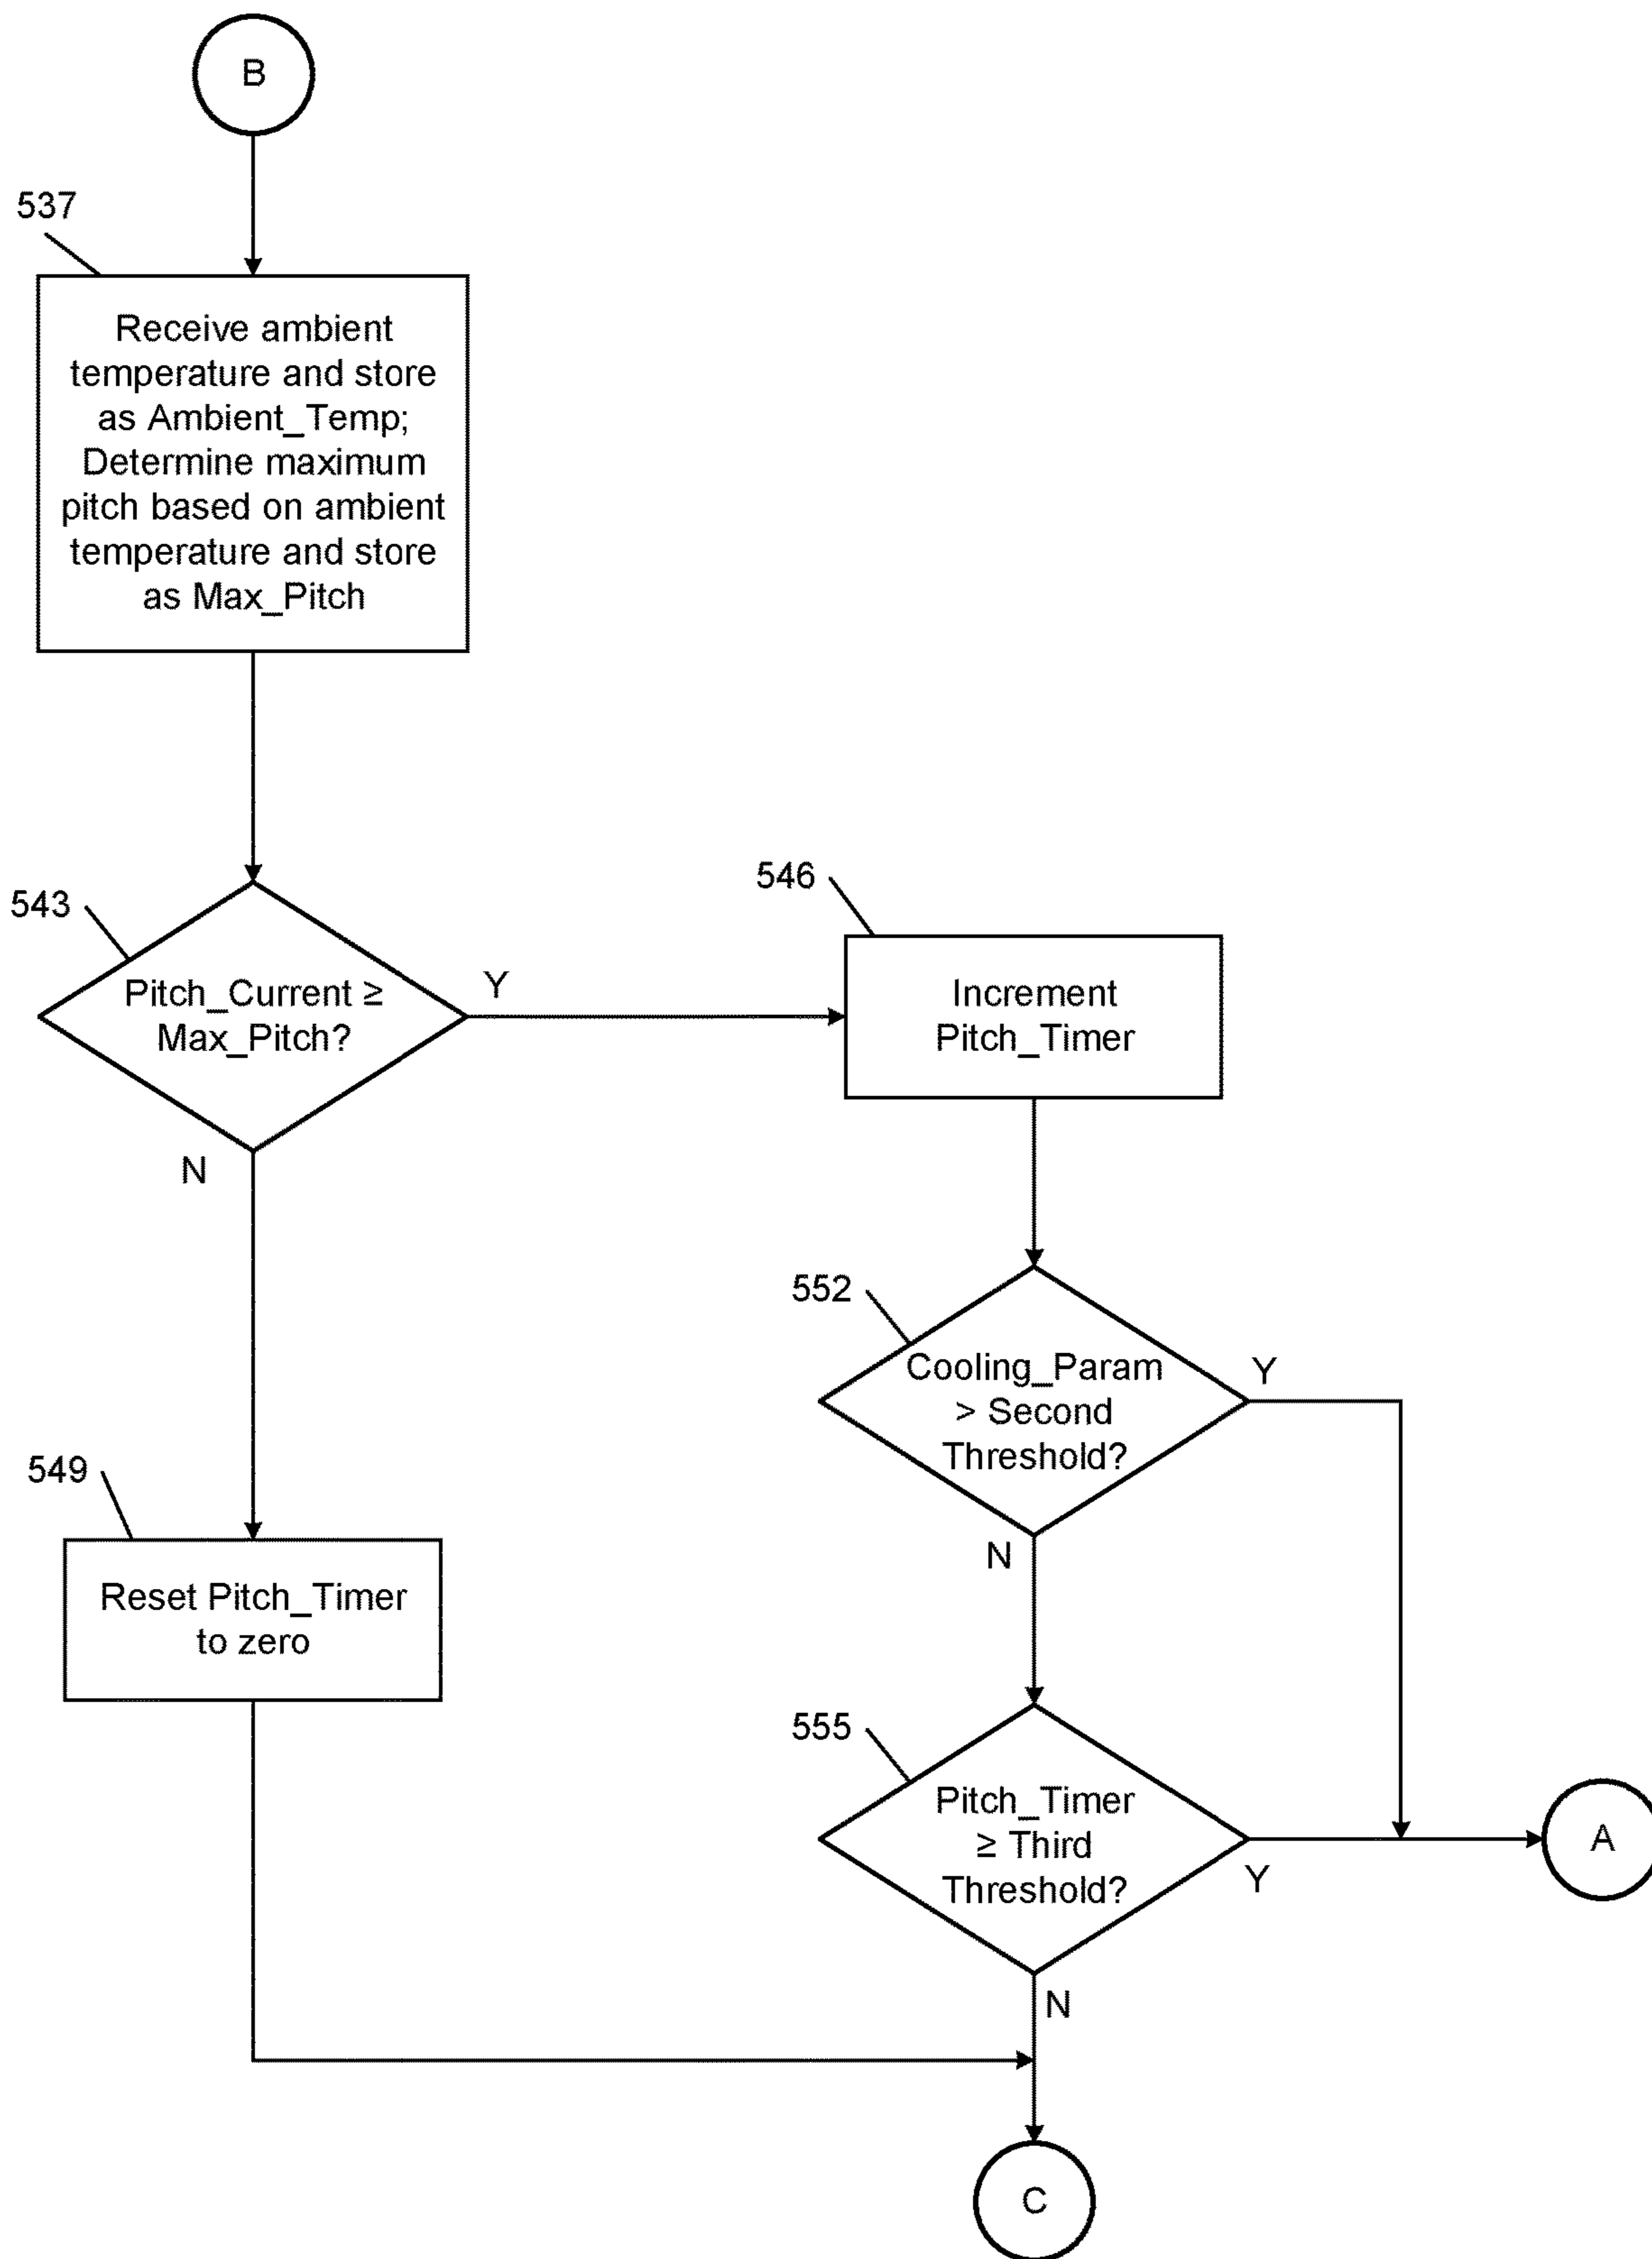 B
537
Receive ambient
temperature and store
as Ambient_Temp;
Determine maximum
pitch based on ambient
temperature and store
as Max_Pitch
543
Pitch_Current ≥
Max_Pitch?
Y
N
546
Increment
Pitch_Timer
552
Cooling_Param
> Second
Threshold?
Y
N
549
Reset Pitch_Timer
to zero
555
Pitch_Timer
≥ Third
Threshold?
Y
N
A
C